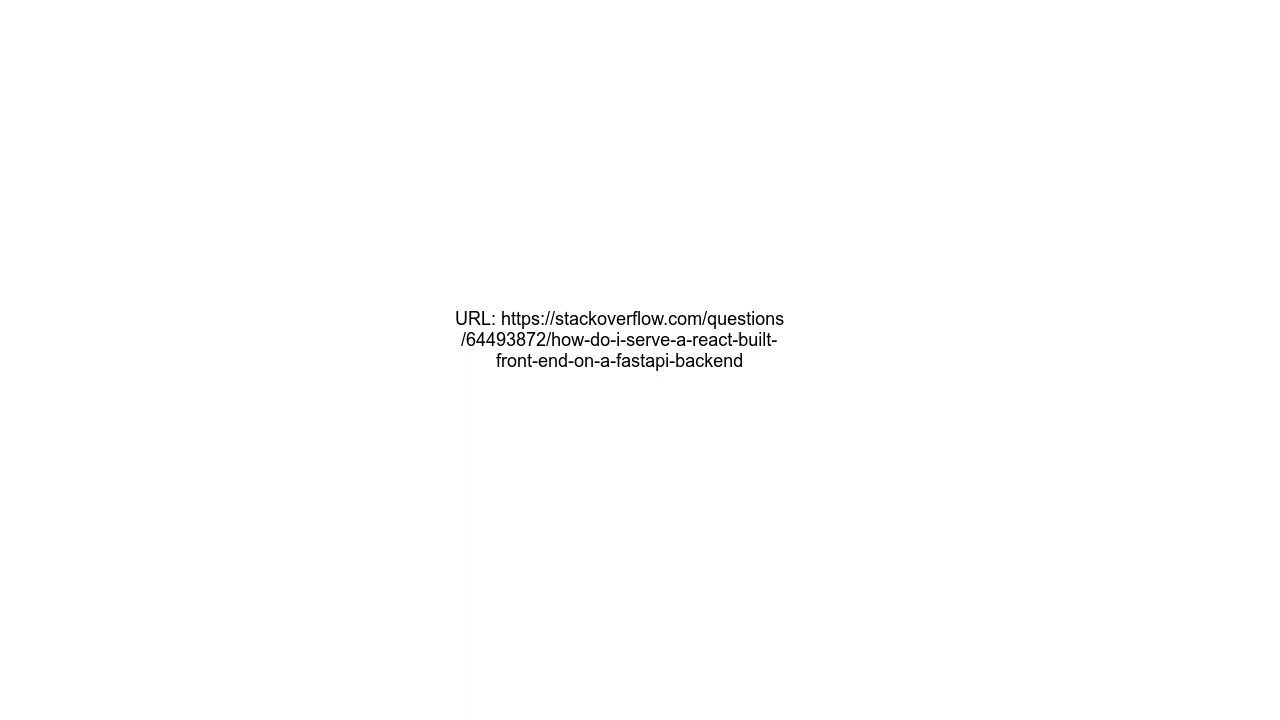 URL: https://stackoverflow.com/questions
/64493872/how-do-i-serve-a-react-built-
front-end-on-a-fastapi-backend